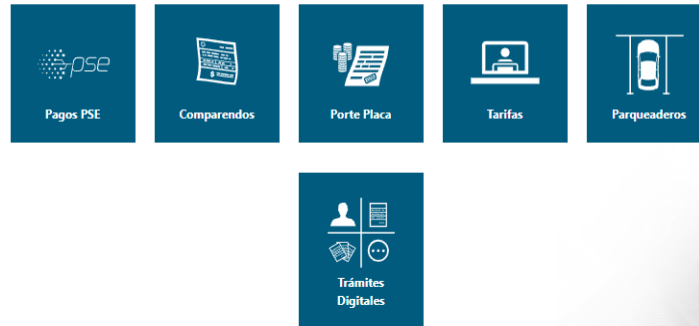 pse
Pagos PSE
Comparendos
Porte Placa
Tarifas
Parqueaderos
Trámites
Digitales